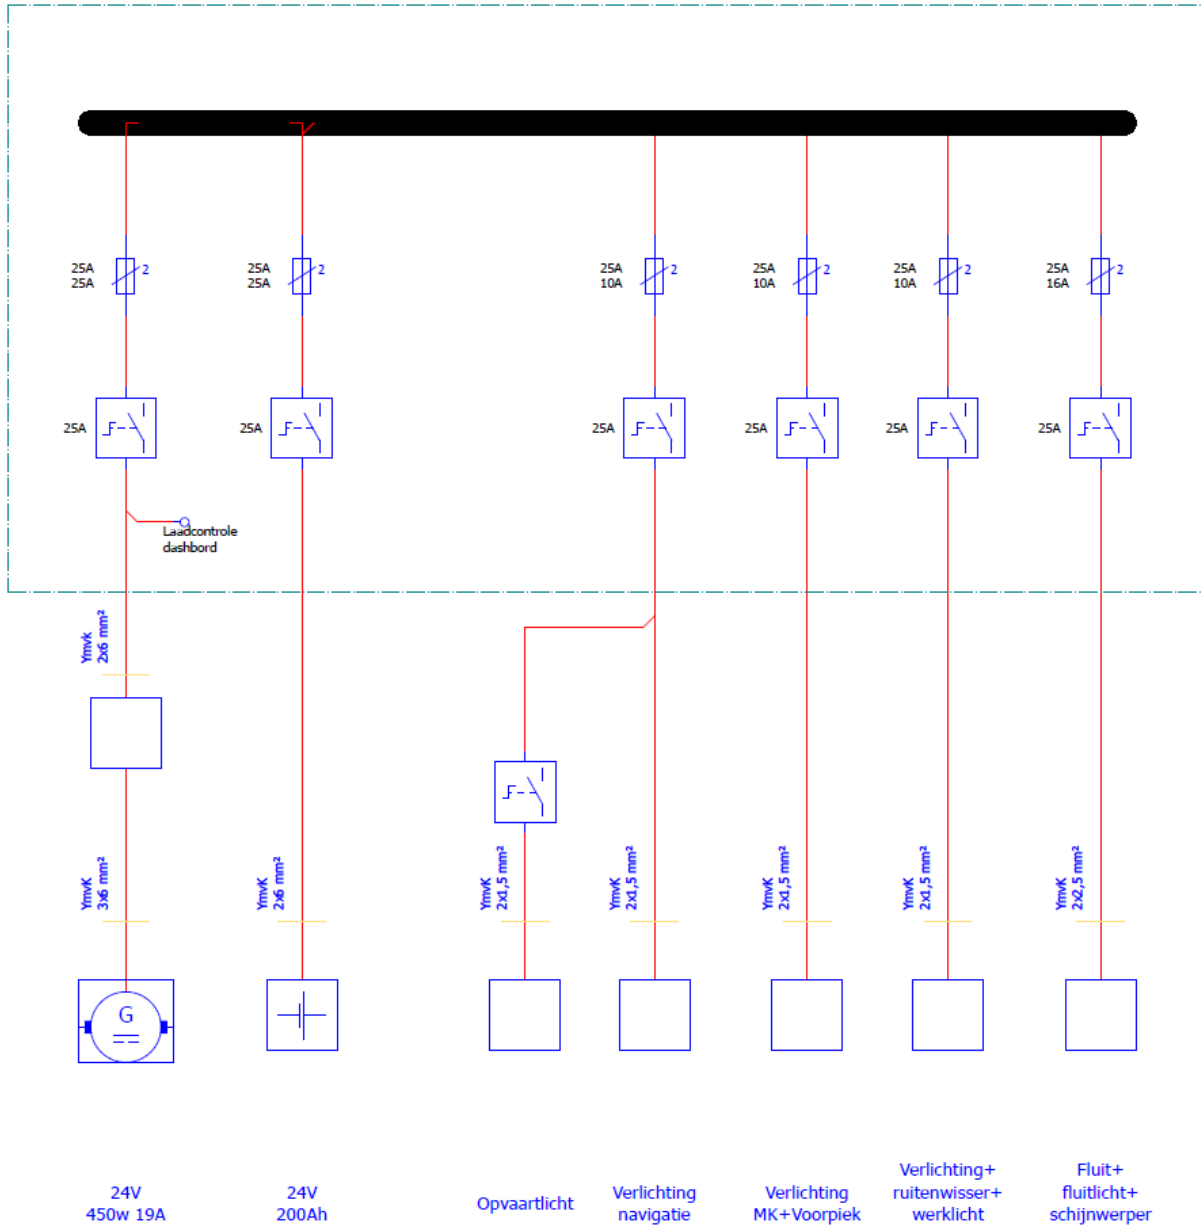 25A
25A
2
25A
25A
2
25A
10A
2
25A
10A
2
25A
10A
2
25A
16A
2
25A
25A
25A
25A
25A
25A
Laadcontrole
dashbord
Ymvk
2x6 mm²
YmvK
3x6 mm²
YmvK
2x6 mm²
YmvK
2x1,5 mm²
YmvK
2x1,5 mm²
YmvK
2x1,5 mm²
YmvK
2x1,5 mm²
YmvK
2x2,5 mm²
G
24V
450w 19A
24V
200Ah
Opvaartlicht
Verlichting
navigatie
Verlichting
MK+Voorpiek
Verlichting+
ruitenwisser+
werklicht
Fluit+
fluitlicht+
schijnwerper